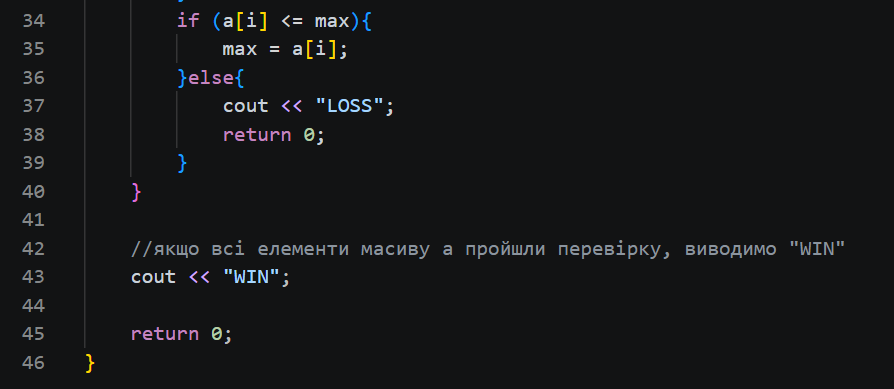 34 if (a[i] <= max){
35 max = a[i];
36 }else{
37 cout << "LOSS";
38 return 0;
39 }
40 }
41
42 //якщо всі елементи масиву a пройшли перевірку, виводимо "WIN"
43 cout << "WIN";
44
45 return 0;
46 }